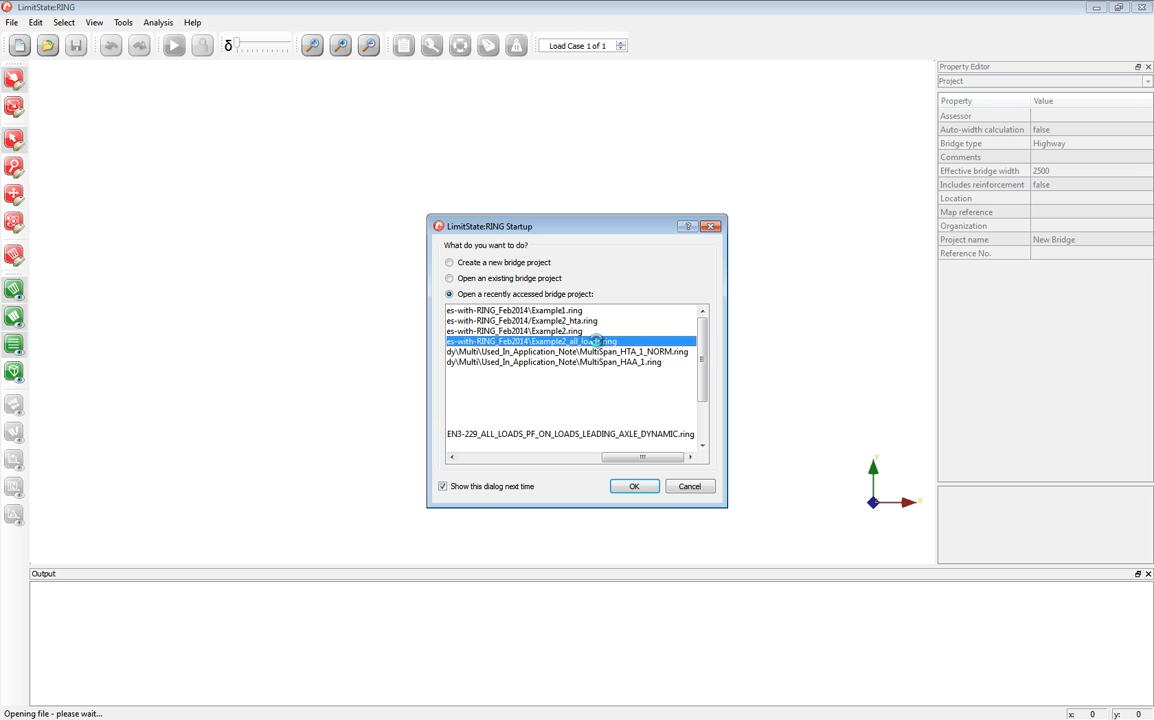 LimitState:RING
File Edit Select View Tools Analysis Help
δ
Load Case 1 of 1
Property Editor
Project
Property Value
Assessor
Auto-width calculation false
Bridge type Highway
Comments
Effective bridge width 2500
Includes reinforcement false
Location
Map reference
Organization
Project name New Bridge
Reference No.
LimitState:RING Startup
What do you want to do?
Create a new bridge project
Open an existing bridge project
Open a recently accessed bridge project:
es-with-RING_Feb2014\Example1.ring
es-with-RING_Feb2014/Example2_hta.ring
es-with-RING_Feb2014\Example2.ring
dy\Multi\Used_In_Application_Note\MultiSpan_HTA_1_NORM.ring
dy\Multi\Used_In_Application_Note\MultiSpan_HAA_1.ring
EN3-229_ALL_LOADS_PF_ON_LOADS_LEADING_AXLE_DYNAMIC.ring
Show this dialog next time
OK Cancel
Y
X
Output
Opening file - please wait...
x: 0 y: 0